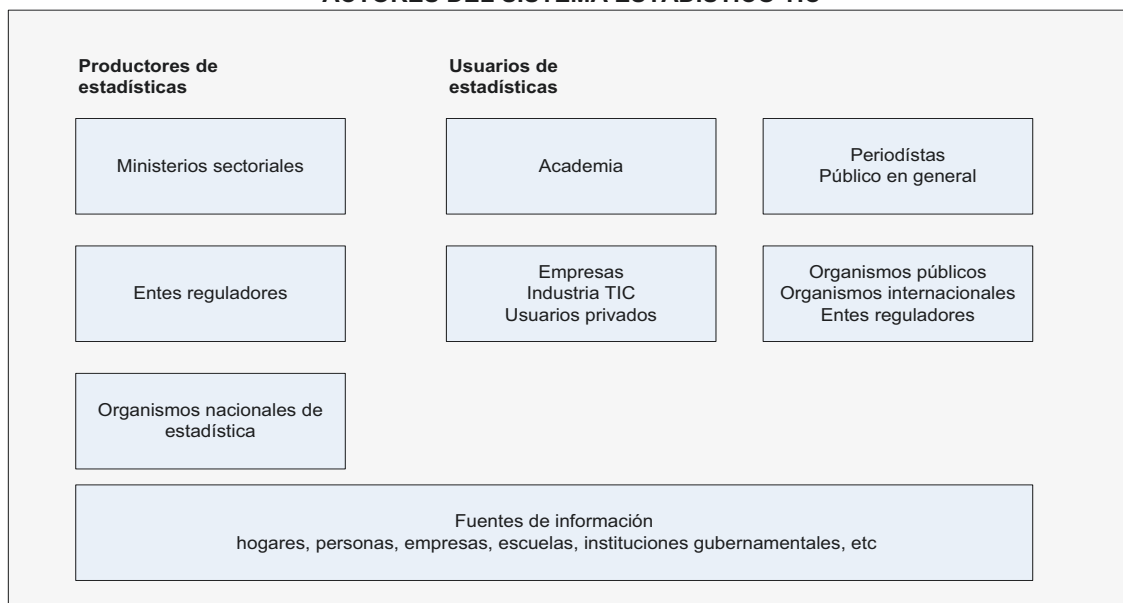 Productores de
estadísticas
Usuarios de
estadísticas
Ministerios sectoriales
Academia
Periodístas
Público en general
Entes reguladores
Empresas
Industria TIC
Usuarios privados
Organismos públicos
Organismos internacionales
Entes reguladores
Organismos nacionales de
estadística
Fuentes de información
hogares, personas, empresas, escuelas, instituciones gubernamentales, etc